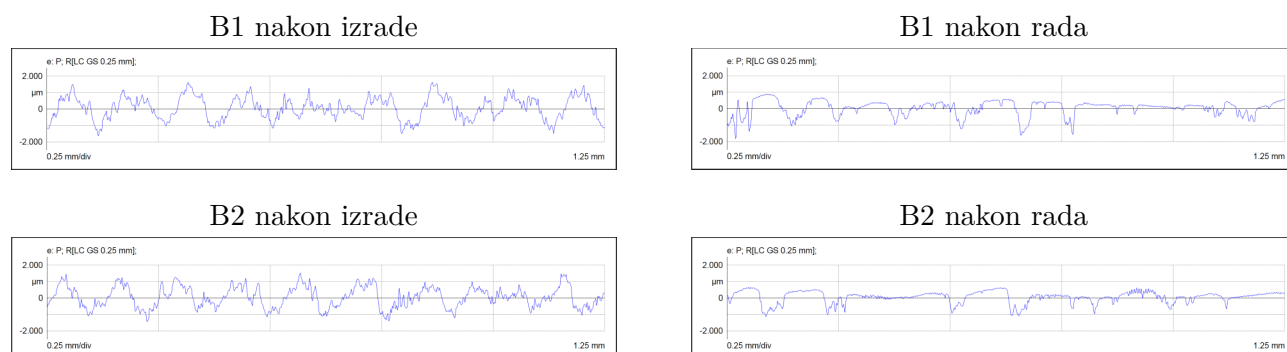 B1 nakon izrade
e: P; R[LC GS 0.25 mm];
2.000
µm
0
-2.000
0.25 mm/div
1.25 mm
B1 nakon rada
e: P; R[LC GS 0.25 mm];
2.000
µm
0
-2.000
0.25 mm/div
1.25 mm
B2 nakon izrade
e: P; R[LC GS 0.25 mm];
2.000
µm
0
-2.000
0.25 mm/div
1.25 mm
B2 nakon rada
e: P; R[LC GS 0.25 mm];
2.000
µm
0
-2.000
0.25 mm/div
1.25 mm